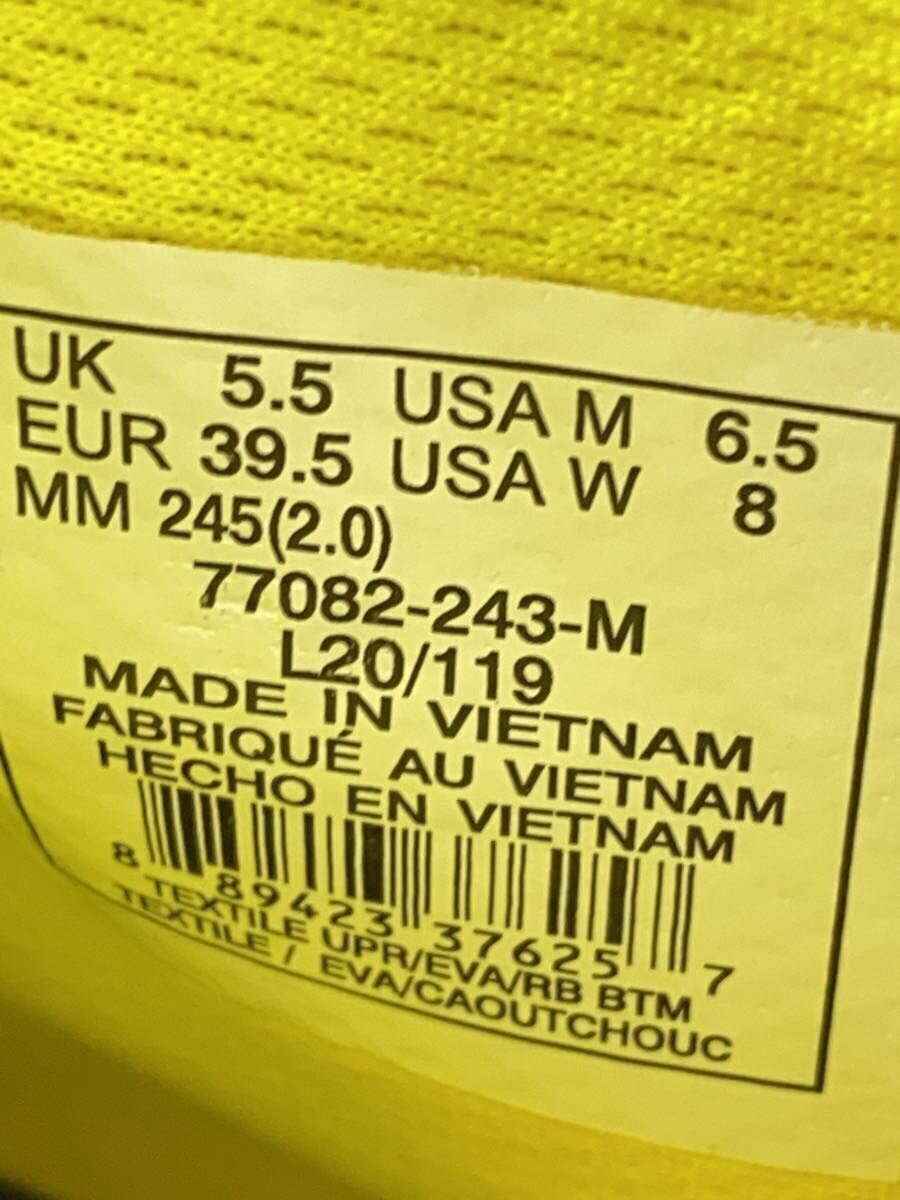 UK 5.5 USA M 6.5
EUR 39.5 USA W 8
MM 245(2.0)
77082-243-M
L20/119
MADE IN VIETNAM
FABRIQUÉ AU VIETNAM
HECHO EN VIETNAM
8 89423 37625 7
TEXTILE UPR/EVA/RB BTM
TEXTILE / EVA/CAOUTCHOUC